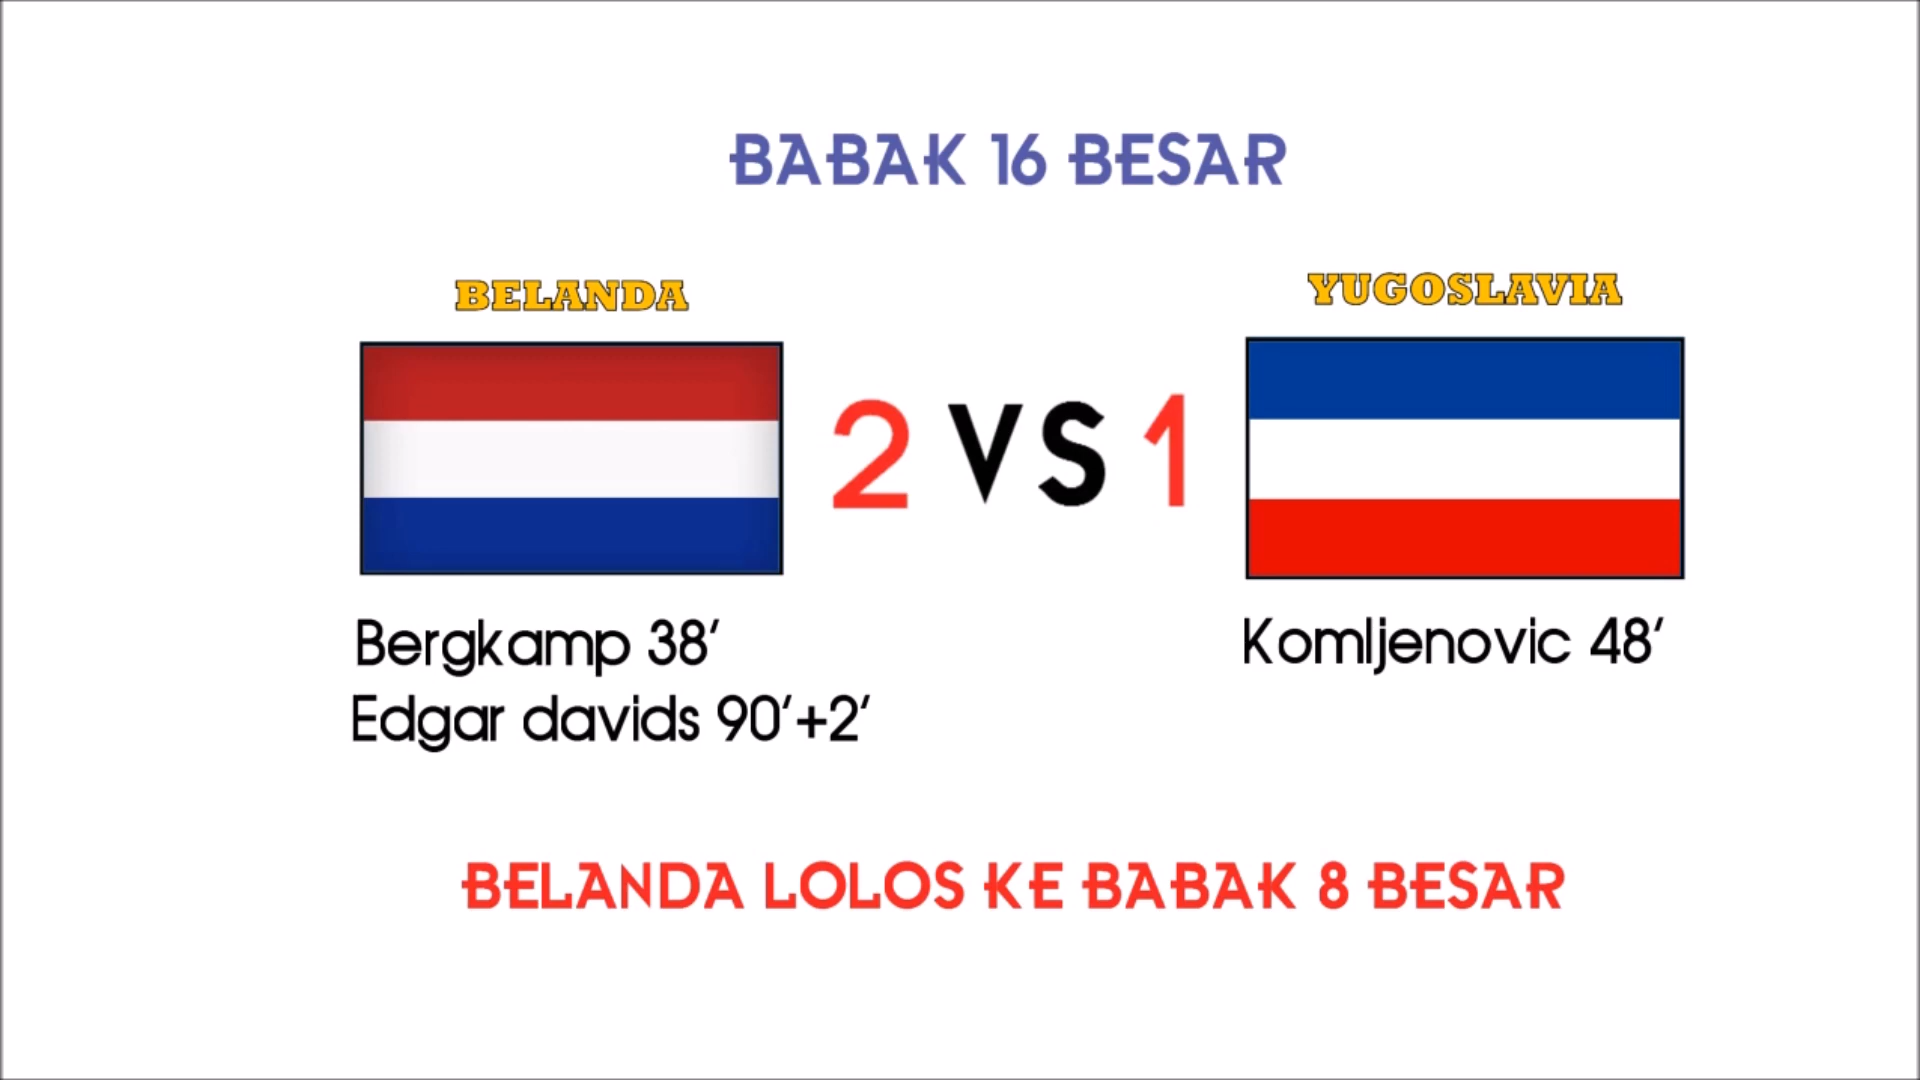 BABAK 16 BESAR
BELANDA
YUGOSLAVIA
2 VS 1
Bergkamp 38'
Edgar davids 90'+2'
Komljenovic 48'
BELANDA LOLOS KE BABAK 8 BESAR